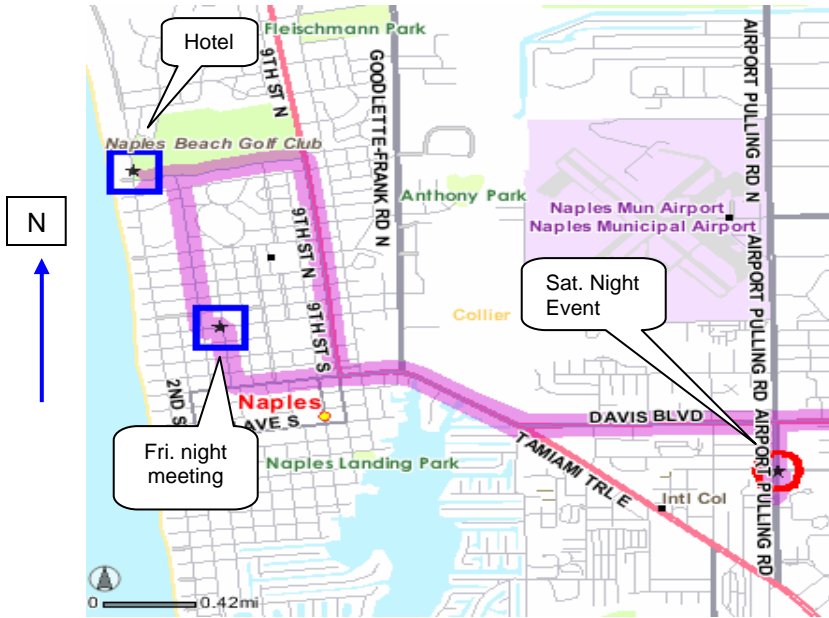 Hotel
Fleischmann Park
9TH ST N
GOODLETTE-FRANK RD N
AIRPORT PULLING RD N
Naples Beach Golf Club
N
Anthony Park
Naples Mun Airport
Naples Municipal Airport
9TH ST N
9TH ST S
AIRPORT PULLING RD
Sat. Night
Event
Collier
2ND S
Naples
AVE S
DAVIS BLVD
TAMIAMI TRL E
AIRPORT PULLING RD
Fri. night
meeting
Naples Landing Park
Intl Col
0
0.42mi